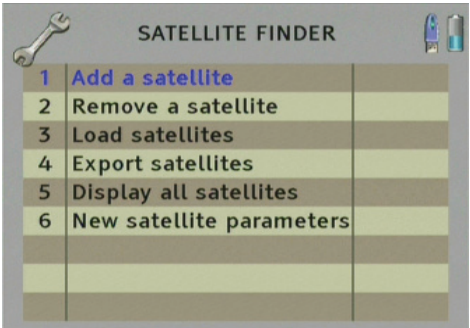 SATELLITE FINDER
1 Add a satellite
2 Remove a satellite
3 Load satellites
4 Export satellites
5 Display all satellites
6 New satellite parameters